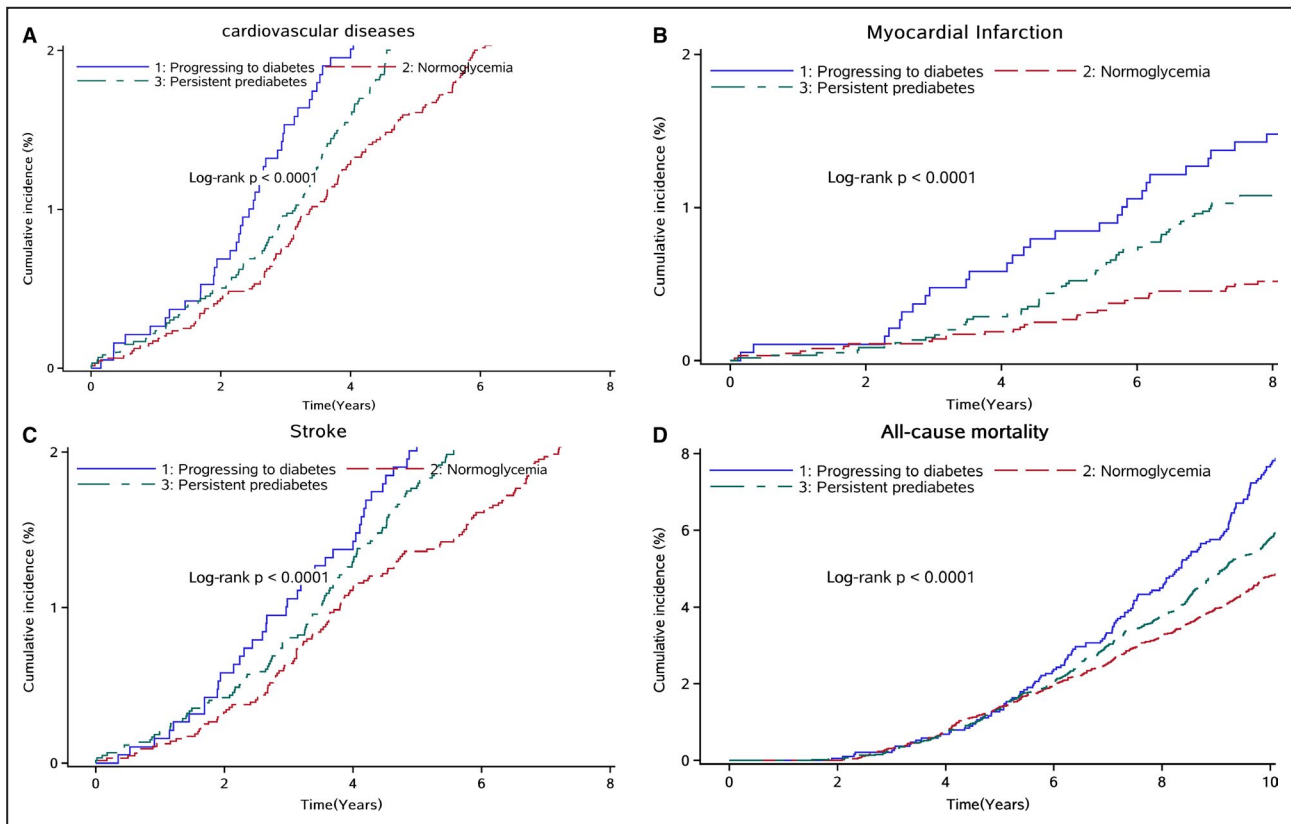 A
cardiovascular diseases
2
1: Progressing to diabetes 2: Normoglycemia
3: Persistent prediabetes
Log-rank p < 0.0001
1
0
Cumulative incidence (%)
0 2 4 6 8
Time(Years)
B
Myocardial Infarction
2
1: Progressing to diabetes 2: Normoglycemia
3: Persistent prediabetes
Log-rank p < 0.0001
1
0
Cumulative incidence (%)
0 2 4 6 8
Time(Years)
C
Stroke
2
1: Progressing to diabetes 2: Normoglycemia
3: Persistent prediabetes
Log-rank p < 0.0001
1
0
Cumulative incidence (%)
0 2 4 6 8
Time(Years)
D
All-cause mortality
8
1: Progressing to diabetes 2: Normoglycemia
3: Persistent prediabetes
6
Log-rank p < 0.0001
4
2
0
Cumulative incidence (%)
0 2 4 6 8 10
Time(Years)